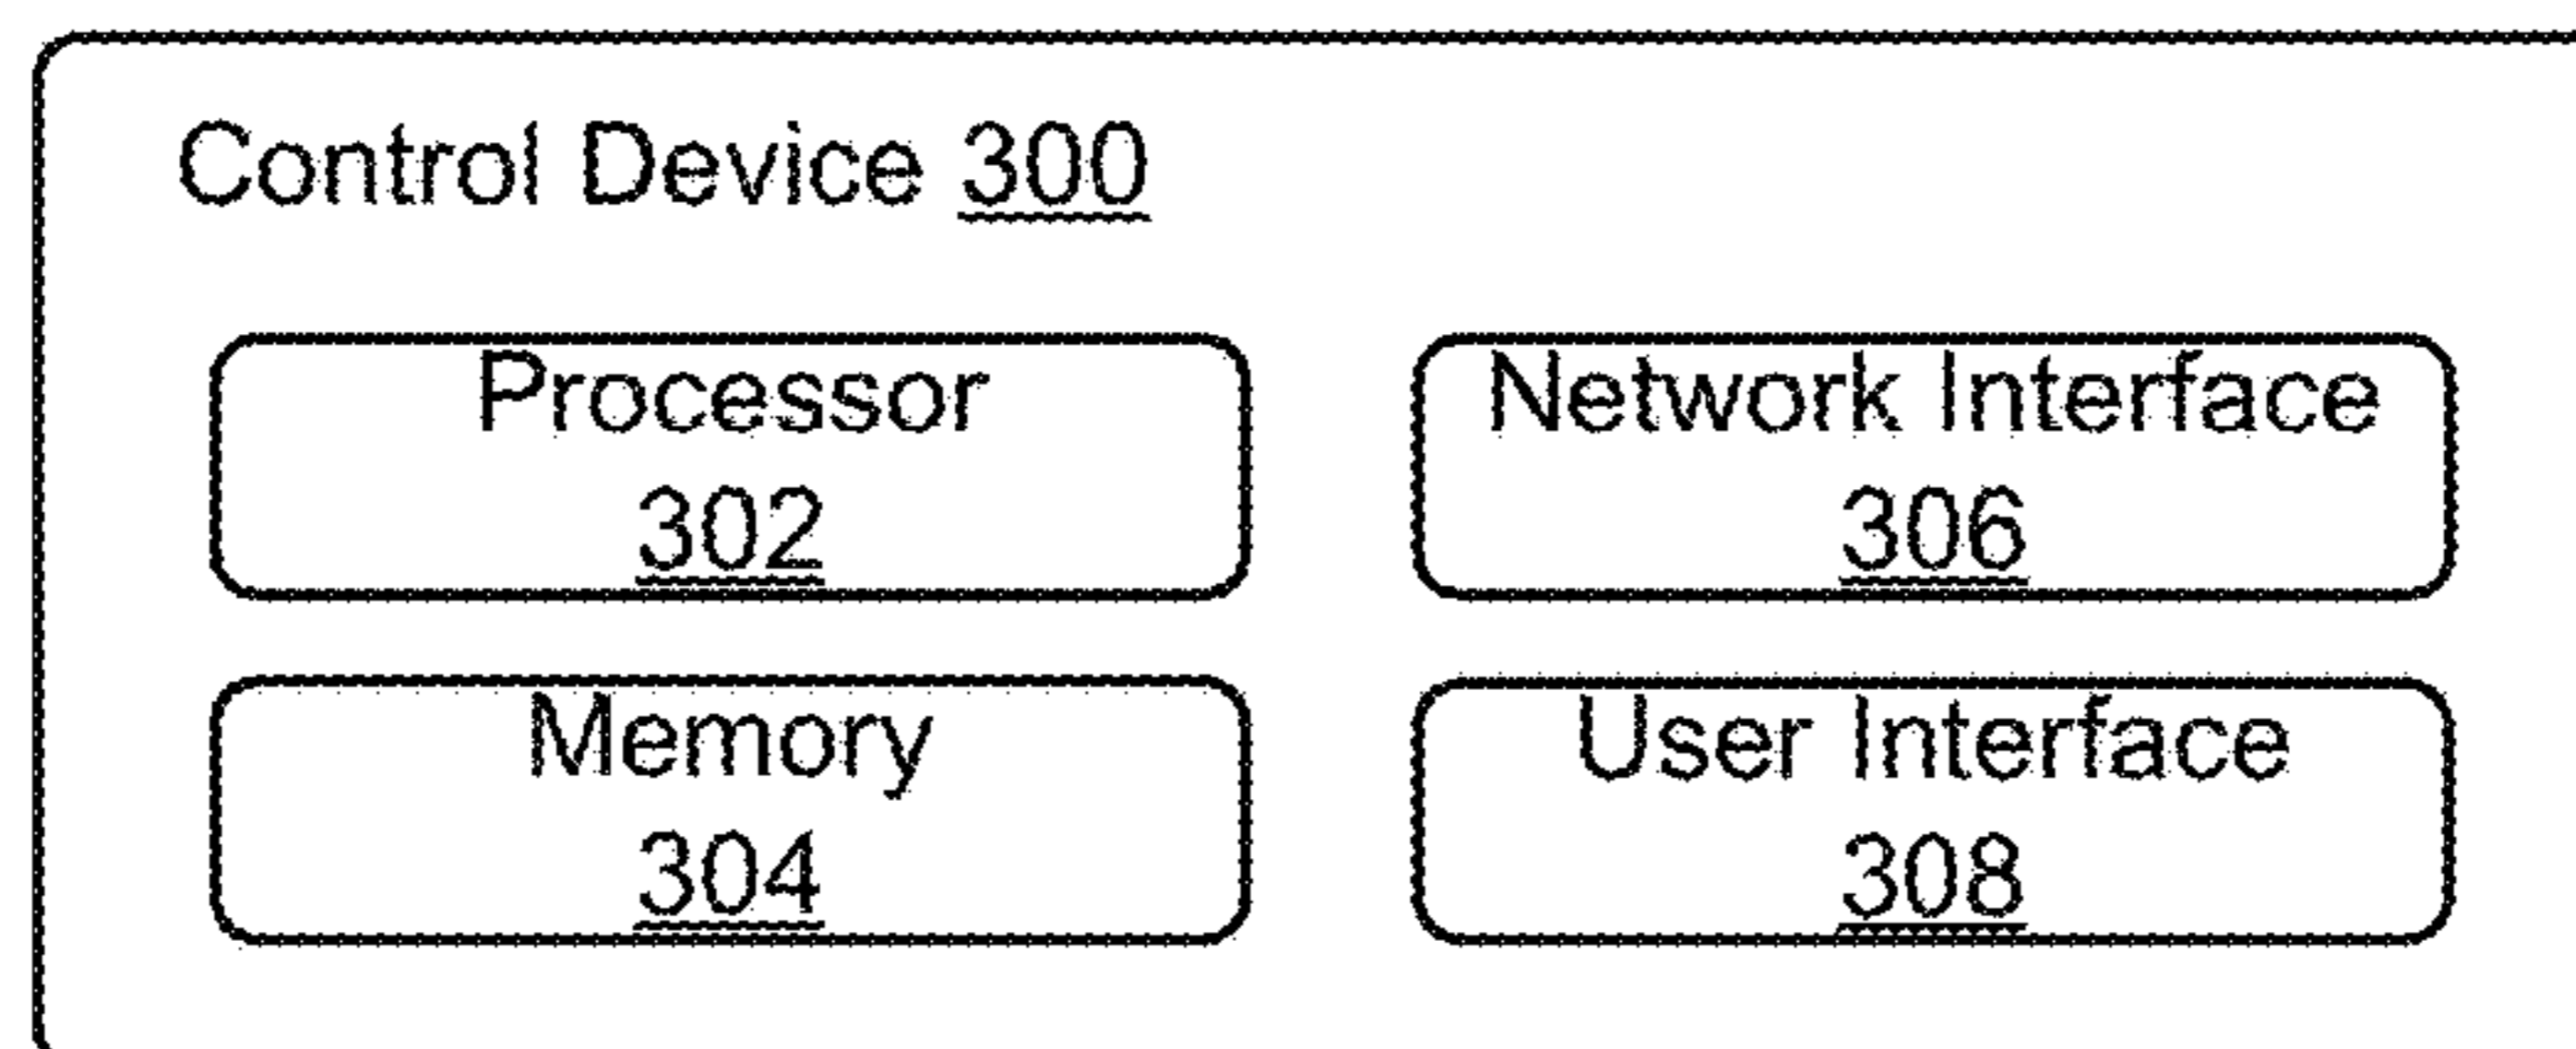 Control Device 300
Processor
302
Network Interface
306
Memory
304
User Interface
308